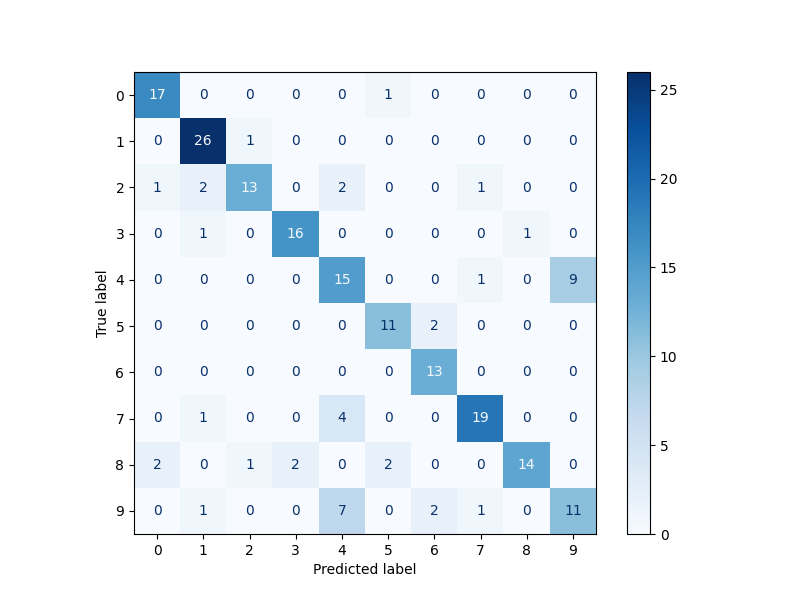 0 17 0 0 0 0 1 0 0 0 0
1 0 26 1 0 0 0 0 0 0 0
2 1 2 13 0 2 0 0 1 0 0
3 0 1 0 16 0 0 0 0 1 0
4 0 0 0 0 15 0 0 1 0 9
5 0 0 0 0 0 11 2 0 0 0
6 0 0 0 0 0 0 13 0 0 0
7 0 1 0 0 4 0 0 19 0 0
8 2 0 1 2 0 2 0 0 14 0
9 0 1 0 0 7 0 2 1 0 11
0 1 2 3 4 5 6 7 8 9
Predicted label
True label
25
20
15
10
5
0